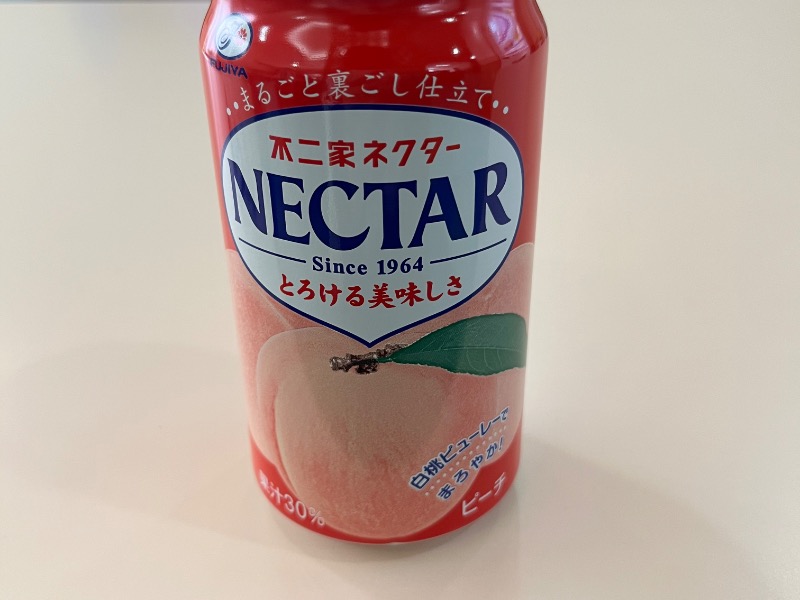 FUJIYA
まるごと裏ごし仕立て
不二家ネクター
NECTAR
Since 1964
とろける美味しさ
白桃ピューレーで
まろやか!
果汁30%
ピーチ